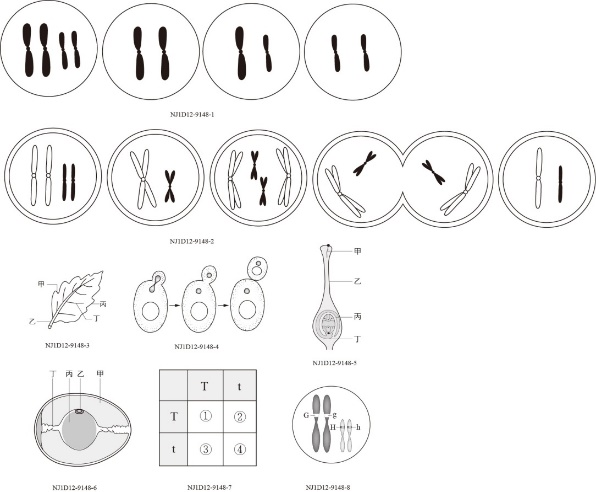 NJ1D12-9148-1
NJ1D12-9148-2
甲
丙
乙
丁
NJ1D12-9148-3
NJ1D12-9148-4
甲
乙
丙
丁
NJ1D12-9148-5
丁 丙 乙 甲
NJ1D12-9148-6
T t
T ① ②
t ③ ④
NJ1D12-9148-7
G g
H h
NJ1D12-9148-8